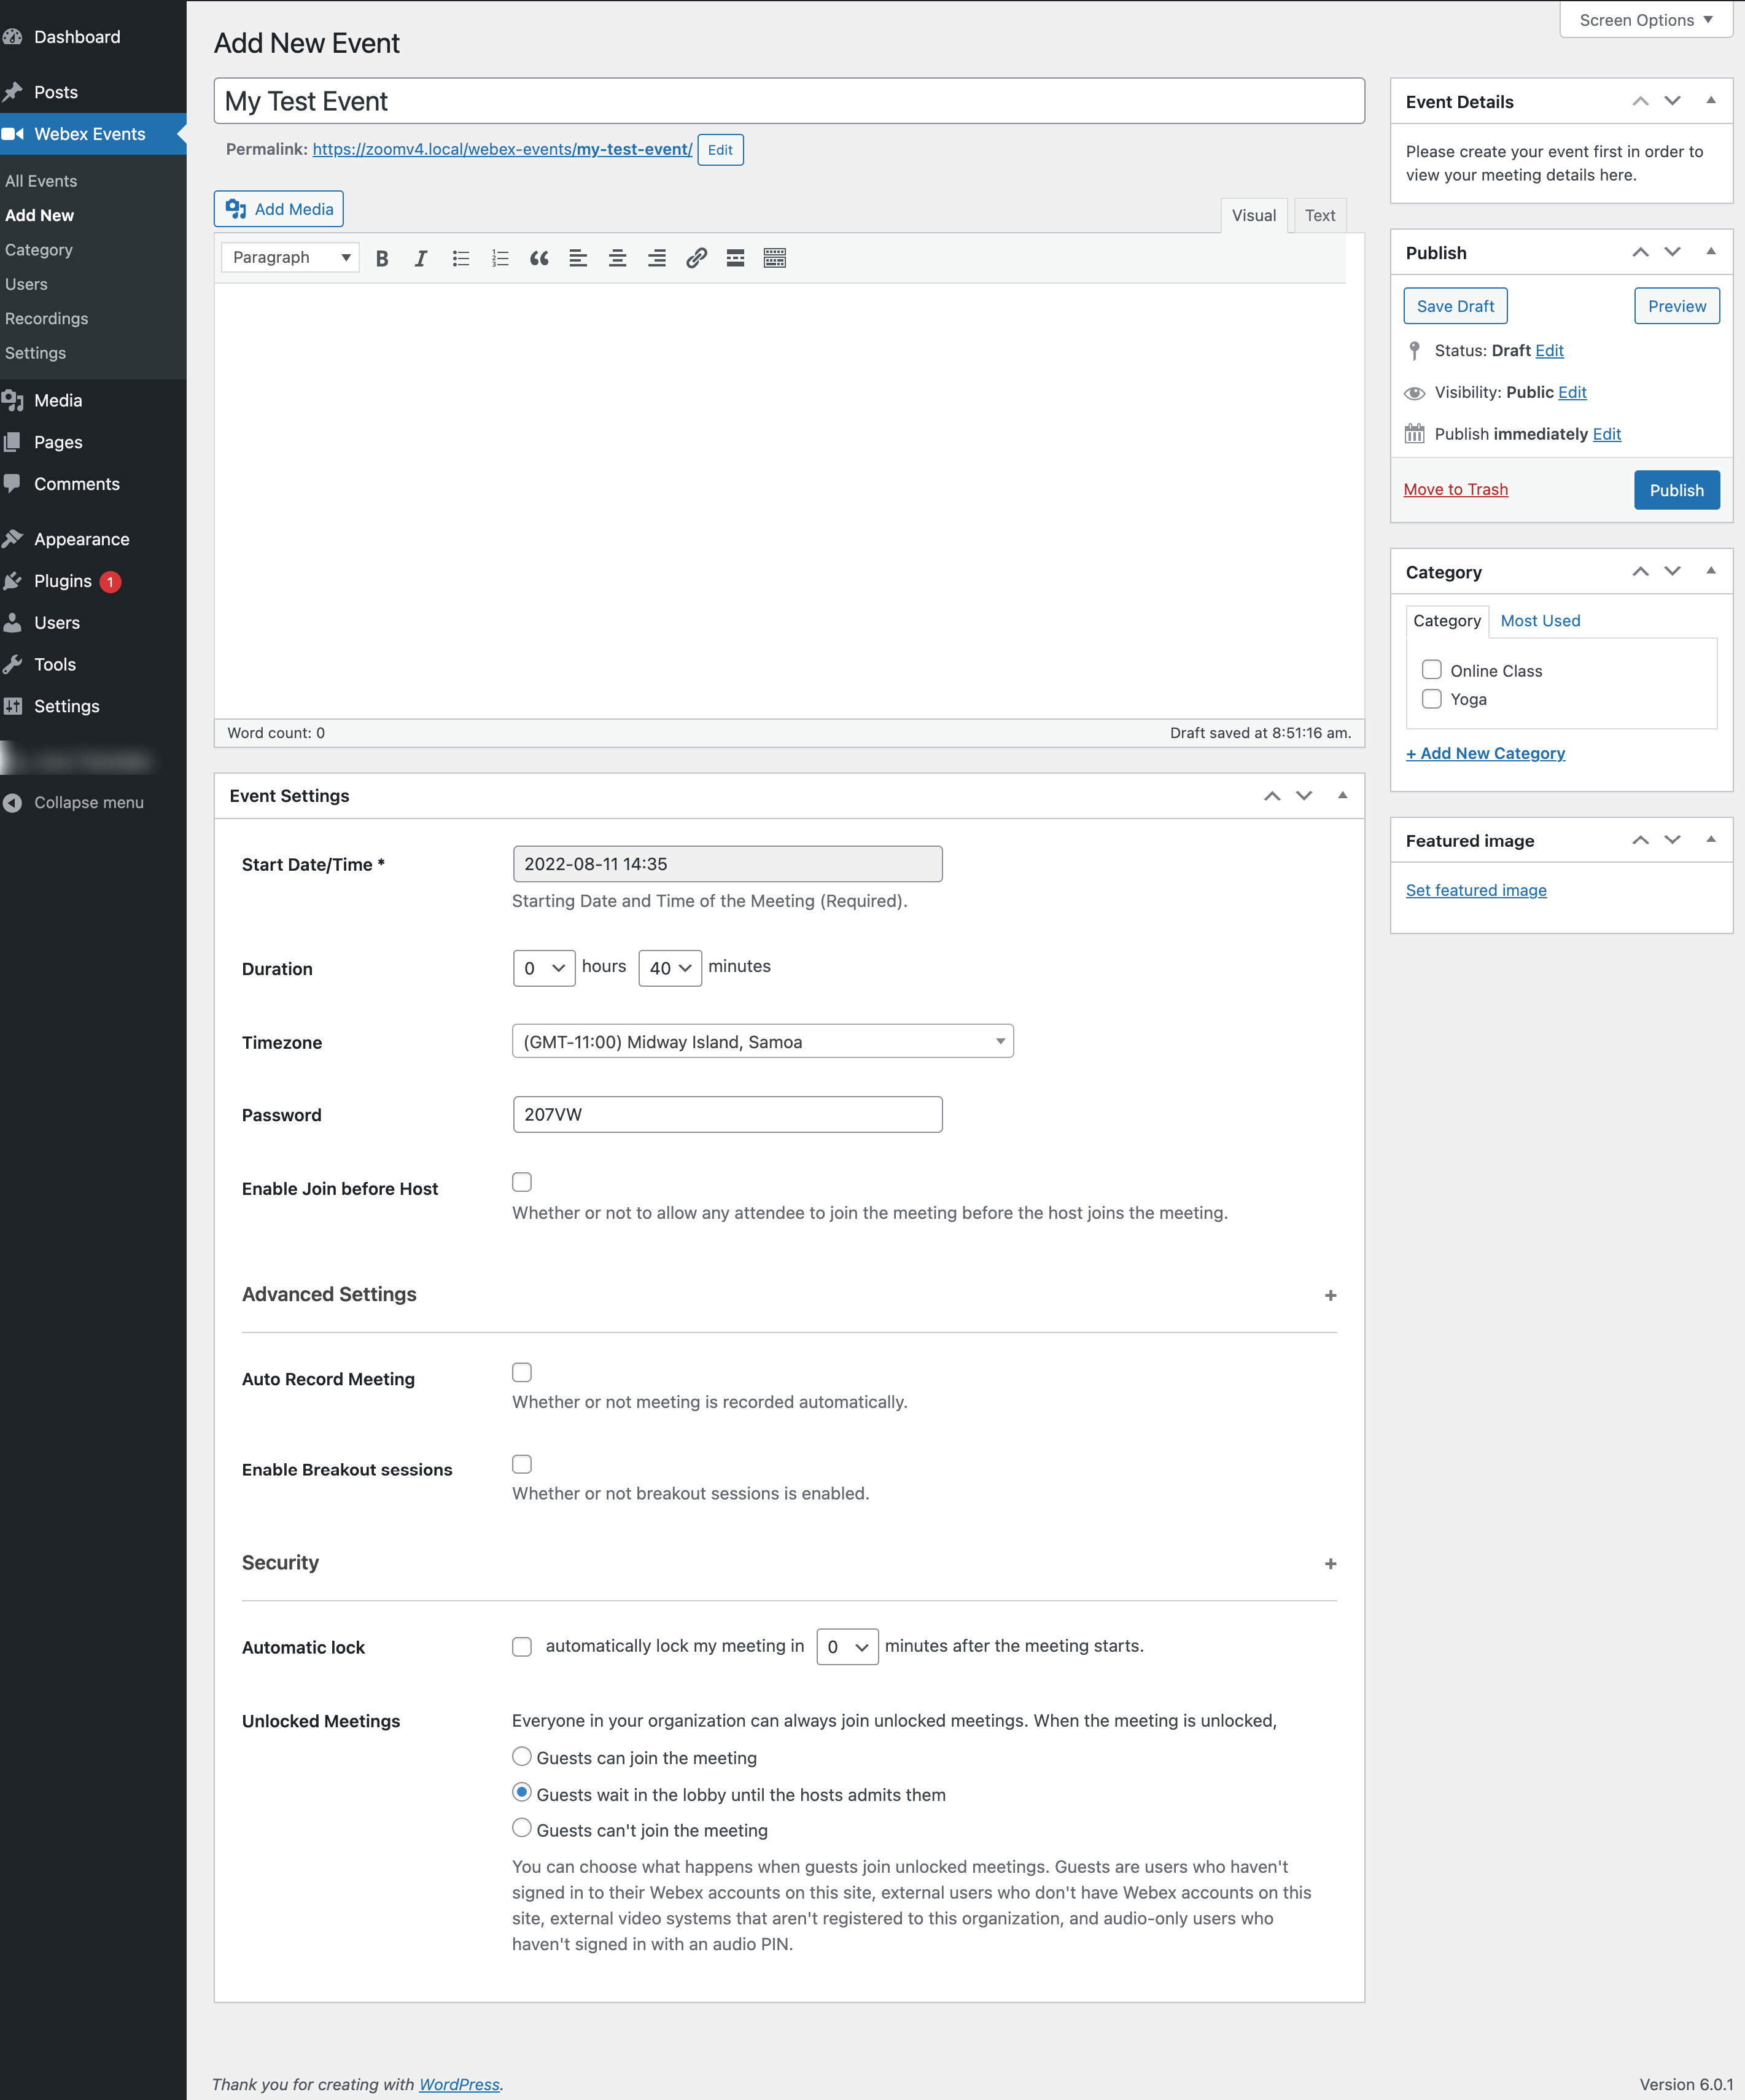 Dashboard
Posts
Webex Events
All Events
Add New
Category
Users
Recordings
Settings
Media
Pages
Comments
Appearance
Plugins 1
Users
Tools
Settings
Collapse menu
Screen Options
Add New Event
My Test Event
Permalink: https://zoomv4.local/webex-events/my-test-event/ Edit
Add Media
Visual Text
Paragraph
Word count: 0 Draft saved at 8:51:16 am.
Event Settings
Start Date/Time * 2022-08-11 14:35
Starting Date and Time of the Meeting (Required).
Duration 0 hours 40 minutes
Timezone (GMT-11:00) Midway Island, Samoa
Password 207VW
Enable Join before Host
Whether or not to allow any attendee to join the meeting before the host joins the meeting.
Advanced Settings +
Auto Record Meeting
Whether or not meeting is recorded automatically.
Enable Breakout sessions
Whether or not breakout sessions is enabled.
Security +
Automatic lock automatically lock my meeting in 0 minutes after the meeting starts.
Unlocked Meetings Everyone in your organization can always join unlocked meetings. When the meeting is unlocked,
Guests can join the meeting
Guests wait in the lobby until the hosts admits them
Guests can't join the meeting
You can choose what happens when guests join unlocked meetings. Guests are users who haven't
signed in to their Webex accounts on this site, external users who don't have Webex accounts on this
site, external video systems that aren't registered to this organization, and audio-only users who
haven't signed in with an audio PIN.
Event Details
Please create your event first in order to
view your meeting details here.
Publish
Save Draft Preview
Status: Draft Edit
Visibility: Public Edit
Publish immediately Edit
Move to Trash Publish
Category
Category Most Used
Online Class
Yoga
+ Add New Category
Featured image
Set featured image
Thank you for creating with WordPress. Version 6.0.1